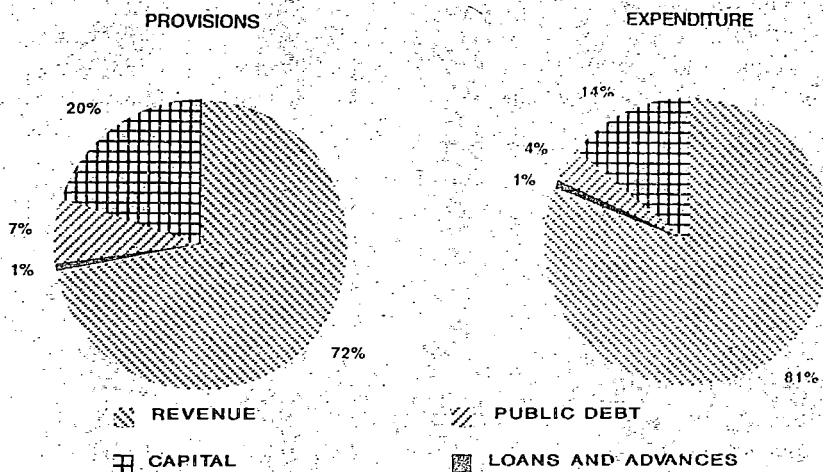 PROVISIONS
EXPENDITURE
20%
7%
1%
72%
14%
4%
1%
81%
REVENUE
PUBLIC DEBT
CAPITAL
LOANS AND ADVANCES